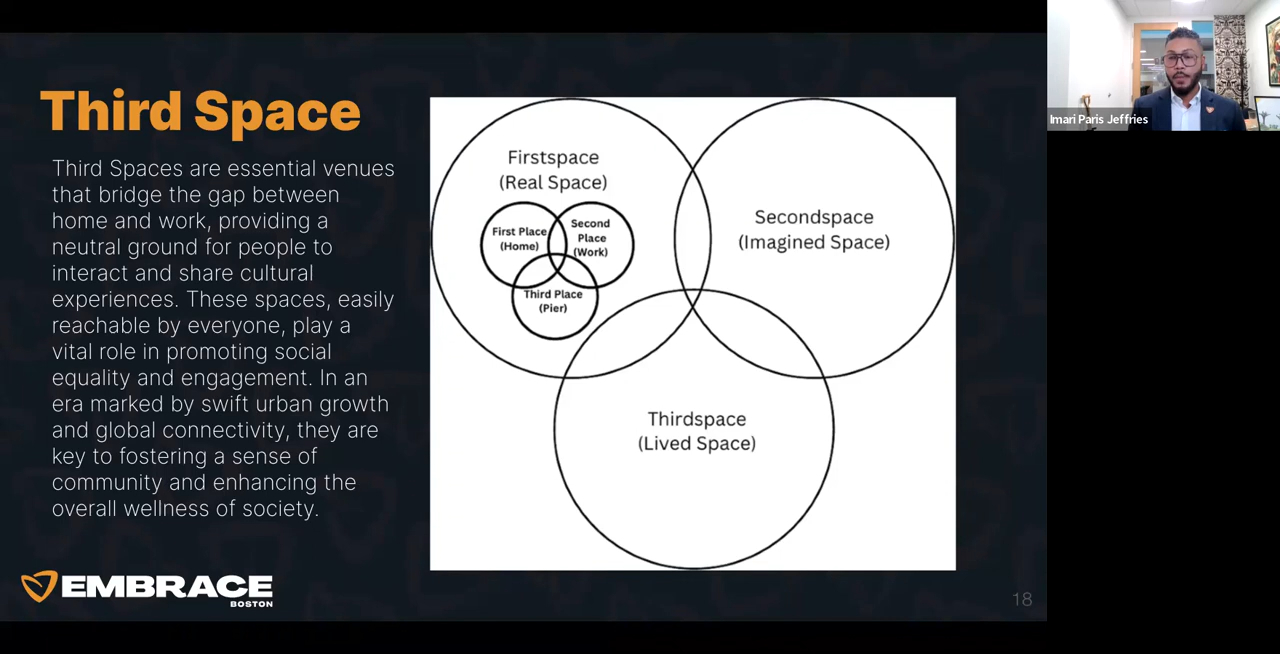 Third Space
Third Spaces are essential venues
that bridge the gap between
home and work, providing a
neutral ground for people to
interact and share cultural
experiences. These spaces, easily
reachable by everyone, play a
vital role in promoting social
equality and engagement. In an
era marked by swift urban growth
and global connectivity, they are
key to fostering a sense of
community and enhancing the
overall wellness of society.
EMBRACE
BOSTON
Firstspace
(Real Space)
First Place
(Home)
Second
Place
(Work)
Third Place
(Pier)
Secondspace
(Imagined Space)
Thirdspace
(Lived Space)
18
Imari Paris Jeffries